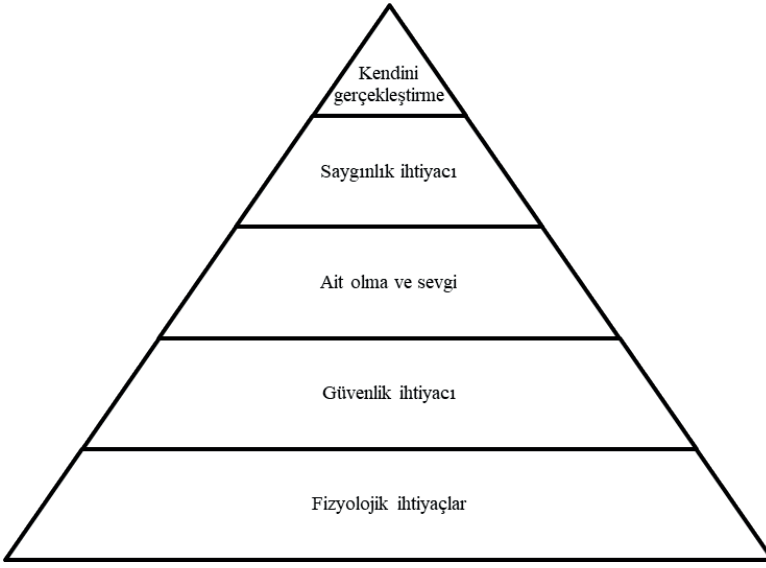 Kendini
gerçekleştirme
Saygınlık ihtiyacı
Ait olma ve sevgi
Güvenlik ihtiyacı
Fizyolojik ihtiyaçlar